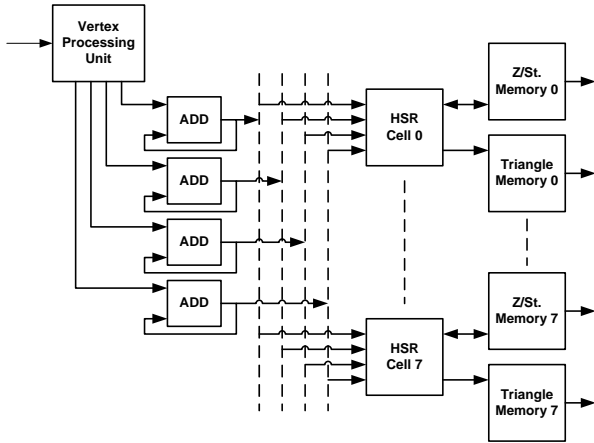 Vertex
Processing
Unit
ADD
ADD
ADD
ADD
HSR
Cell 0
Z/St.
Memory 0
Triangle
Memory 0
HSR
Cell 7
Z/St.
Memory 7
Triangle
Memory 7